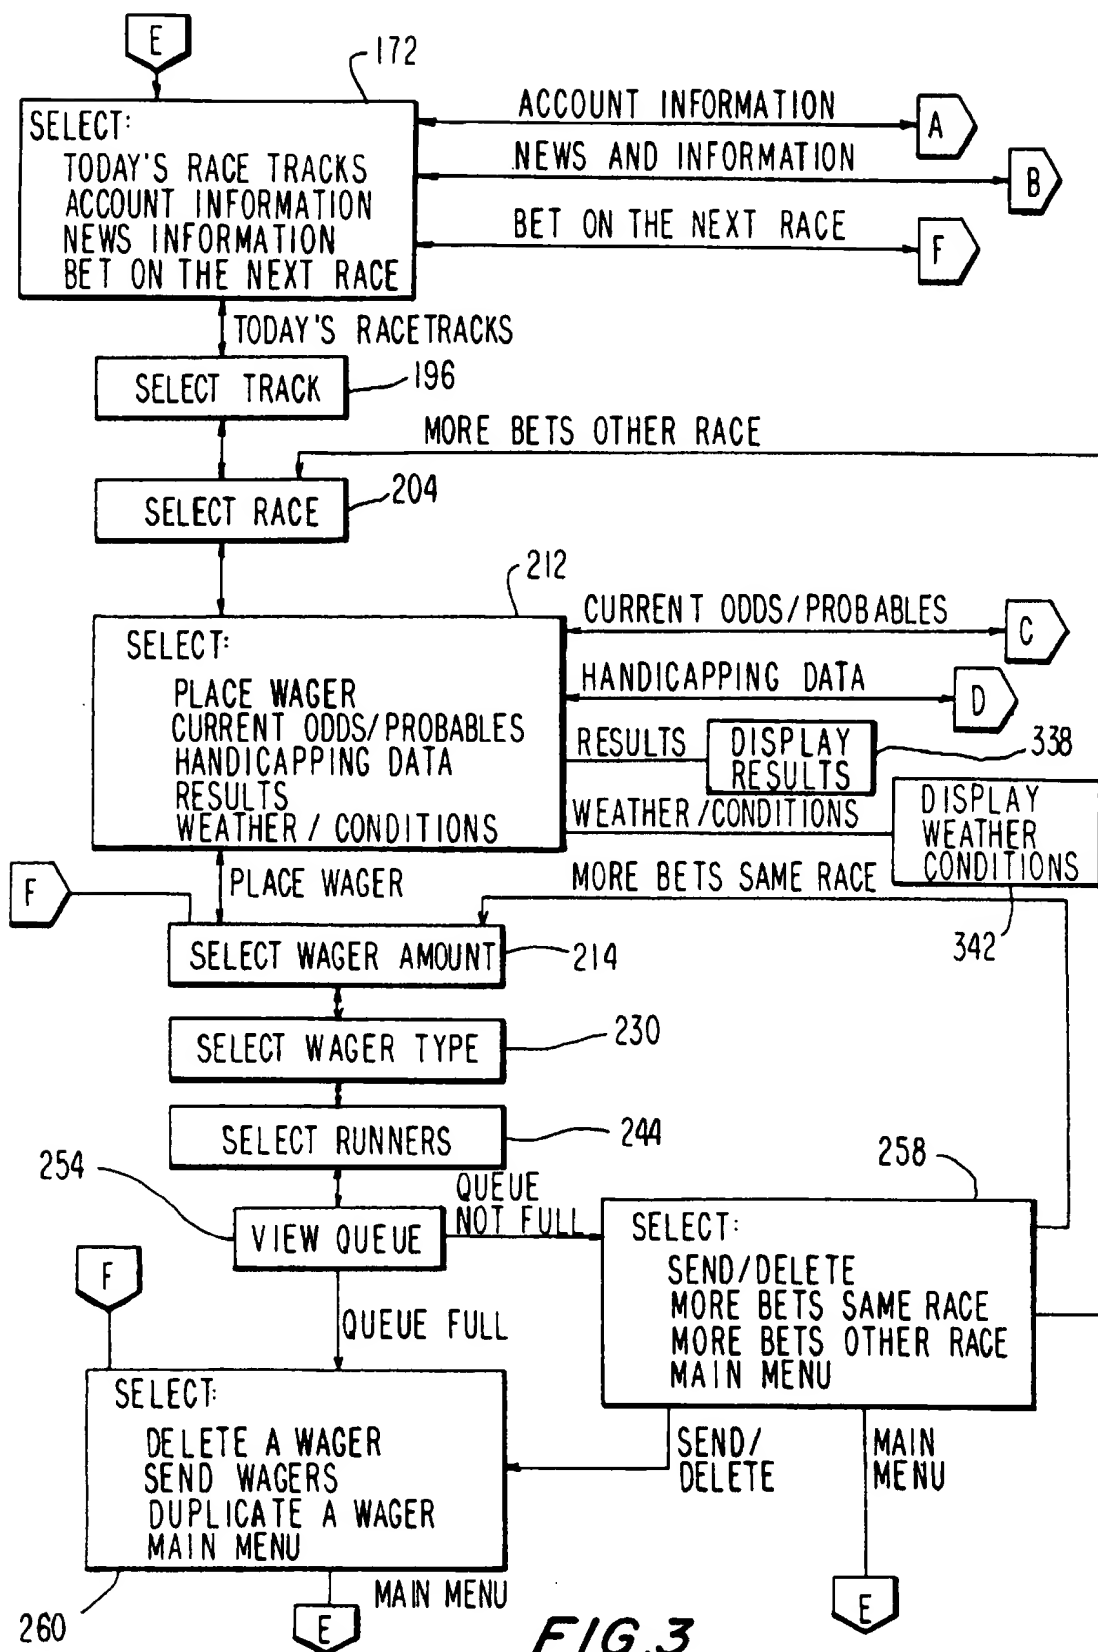 E
172
SELECT:
TODAY'S RACE TRACKS
ACCOUNT INFORMATION
NEWS INFORMATION
BET ON THE NEXT RACE
ACCOUNT INFORMATION
A
NEWS AND INFORMATION
B
BET ON THE NEXT RACE
F
TODAY'S RACETRACKS
SELECT TRACK
196
MORE BETS OTHER RACE
SELECT RACE
204
212
SELECT:
PLACE WAGER
CURRENT ODDS/PROBABLES
HANDICAPPING DATA
RESULTS
WEATHER / CONDITIONS
CURRENT ODDS/PROBABLES
C
HANDICAPPING DATA
D
RESULTS
DISPLAY
RESULTS
338
WEATHER/CONDITIONS
DISPLAY
WEATHER
CONDITIONS
342
F
PLACE WAGER
MORE BETS SAME RACE
SELECT WAGER AMOUNT
214
SELECT WAGER TYPE
230
SELECT RUNNERS
244
254
VIEW QUEUE
QUEUE
NOT FULL
258
SELECT:
SEND/DELETE
MORE BETS SAME RACE
MORE BETS OTHER RACE
MAIN MENU
F
QUEUE FULL
SELECT:
DELETE A WAGER
SEND WAGERS
DUPLICATE A WAGER
MAIN MENU
SEND/
DELETE
MAIN
MENU
260
MAIN MENU
E
E
FIG.3